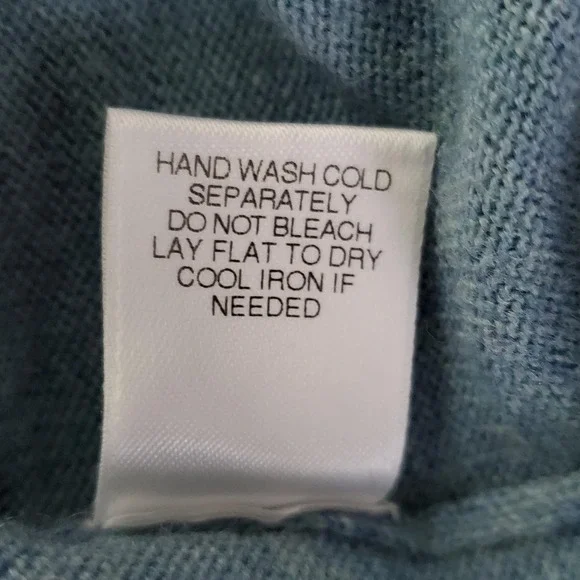 HAND WASH COLD
SEPARATELY
DO NOT BLEACH
LAY FLAT TO DRY
COOL IRON IF
NEEDED